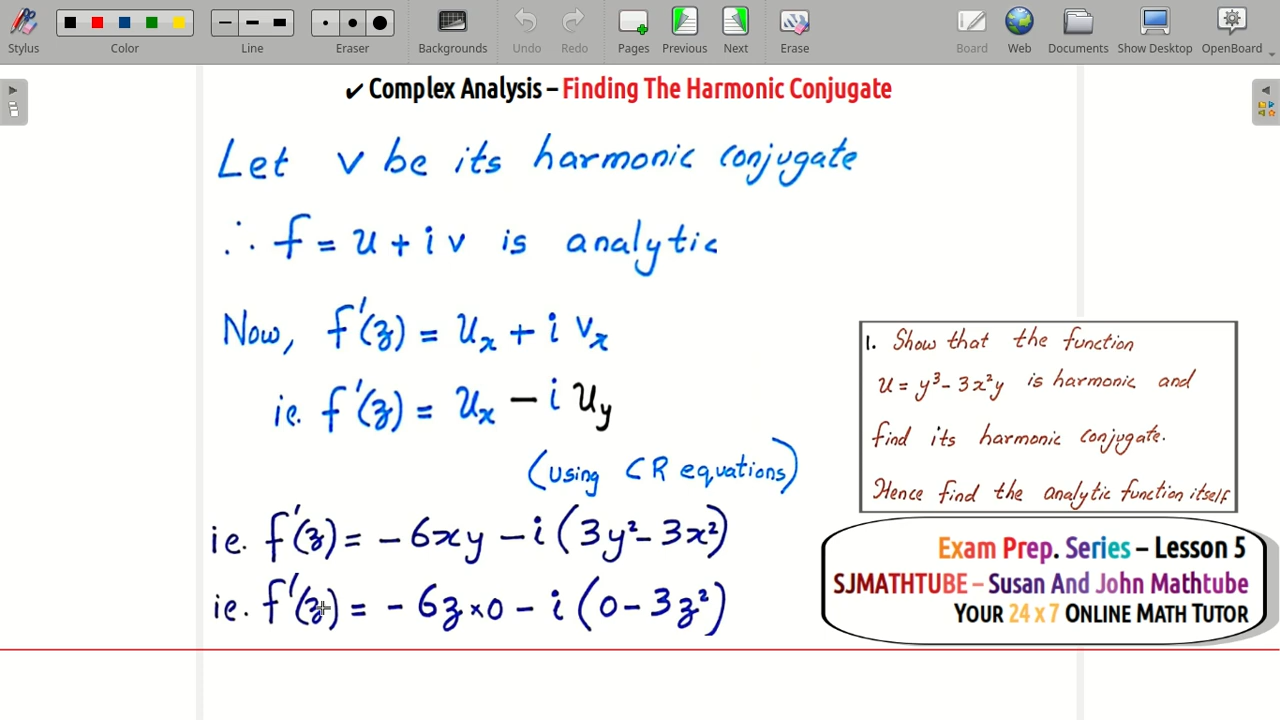 Stylus
Color
Line
Eraser
Backgrounds
Undo
Redo
Pages
Previous
Next
Erase
Board
Web
Documents
Show Desktop
OpenBoard
✔ Complex Analysis – Finding The Harmonic Conjugate
Let v be its harmonic conjugate
∴ f = u + i v is analytic
Now, f'(z) = uₓ + i vₓ
ie. f'(z) = uₓ − i u_y
(using CR equations)
ie. f'(z) = − 6xy − i (3y² − 3x²)
ie. f'(z) = − 6z × 0 − i (0 − 3z²)
1. Show that the function
u = y³ − 3x²y is harmonic and
find its harmonic conjugate.
Hence find the analytic function itself
Exam Prep. Series – Lesson 5
SJMATHTUBE – Susan And John Mathtube
YOUR 24 x 7 ONLINE MATH TUTOR